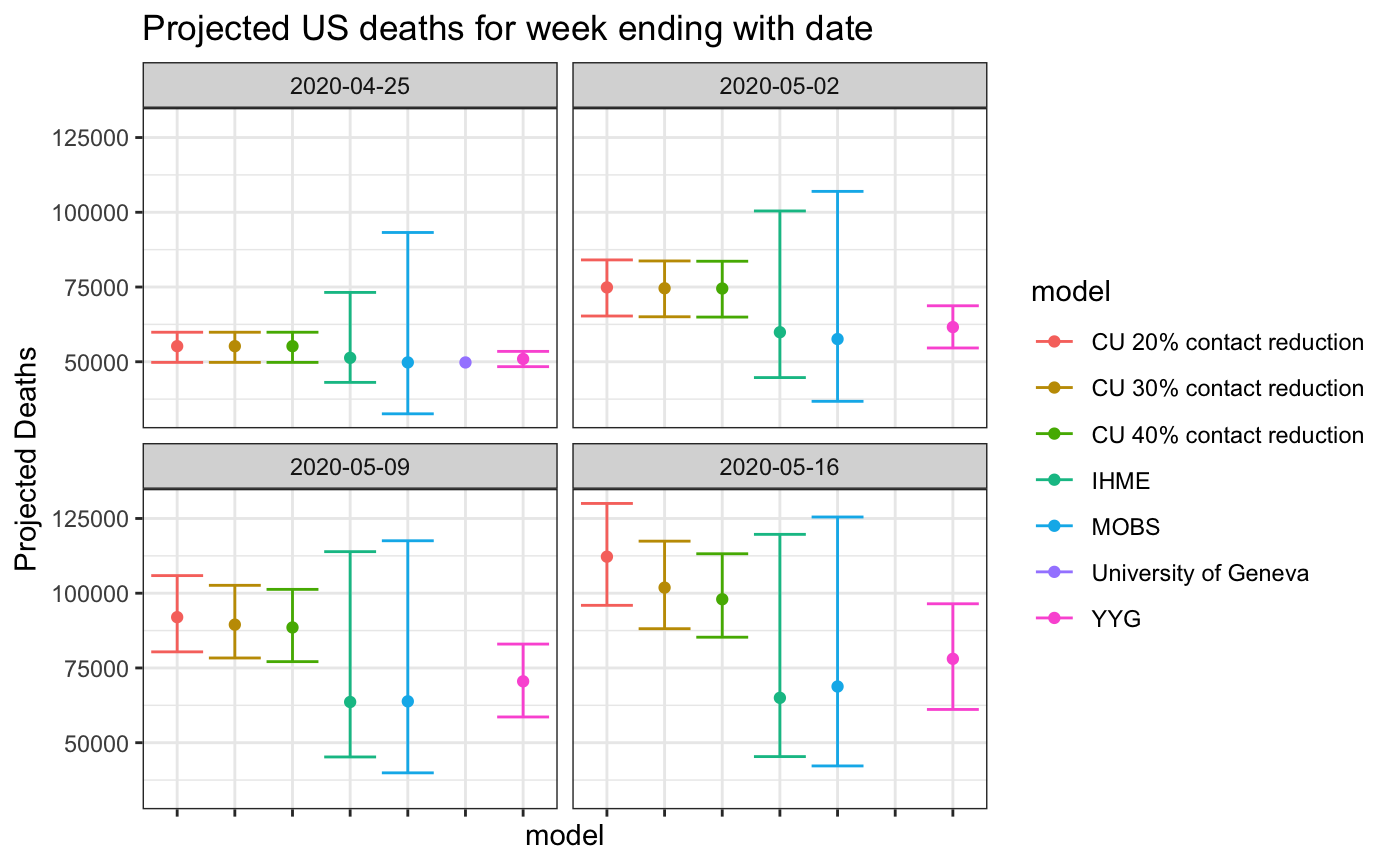 Projected US deaths for week ending with date
2020-04-25
2020-05-02
125000
100000
75000
50000
2020-05-09
2020-05-16
125000
100000
75000
50000
Projected Deaths
model
model
CU 20% contact reduction
CU 30% contact reduction
CU 40% contact reduction
IHME
MOBS
University of Geneva
YYG